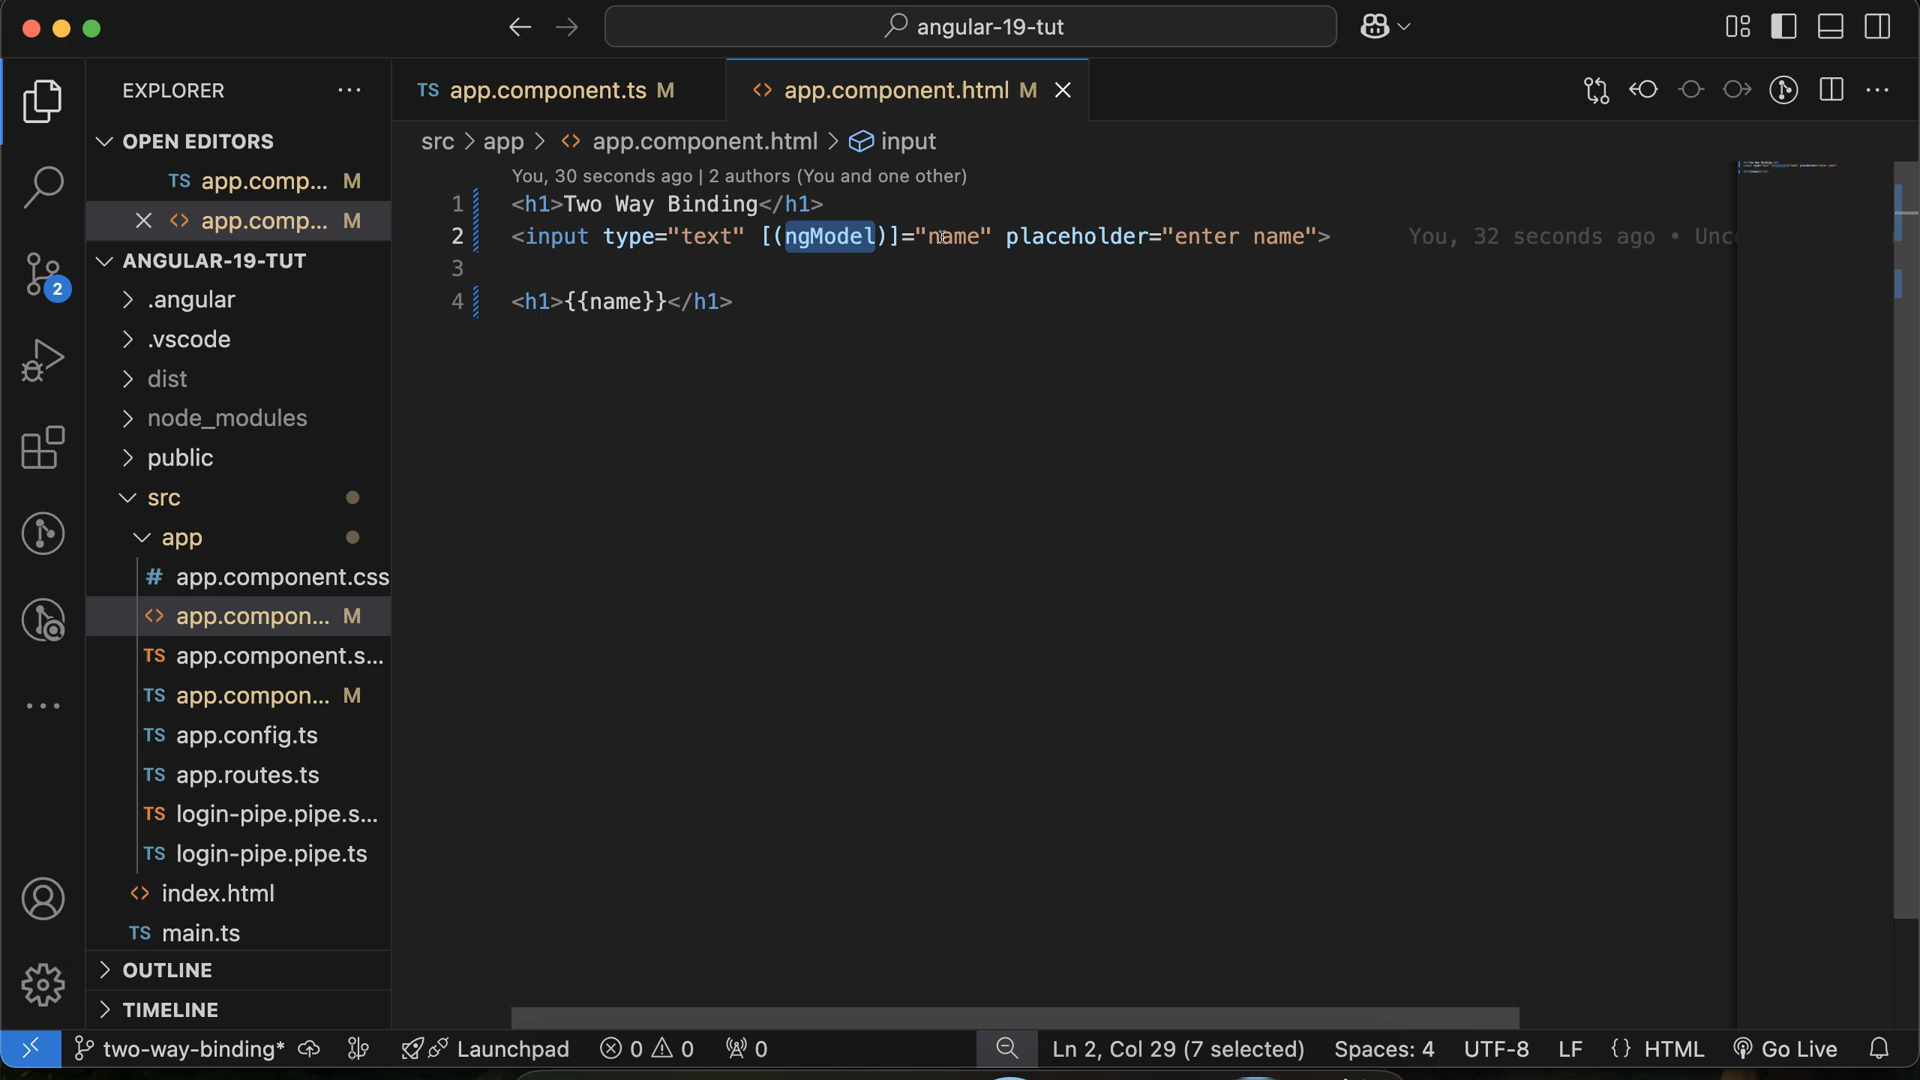 angular-19-tut
EXPLORER
TS app.component.ts M
<> app.component.html M
OPEN EDITORS
src > app > <> app.component.html > input
TS app.comp... M
<> app.comp... M
You, 30 seconds ago | 2 authors (You and one other)
1 <h1>Two Way Binding</h1>
2 <input type="text" [(ngModel)]="name" placeholder="enter name"> You, 32 seconds ago • Unc
3
4 <h1>{{name}}</h1>
2
ANGULAR-19-TUT
.angular
.vscode
dist
node_modules
public
src
app
# app.component.css
<> app.compon... M
TS app.component.s...
TS app.compon... M
TS app.config.ts
TS app.routes.ts
TS login-pipe.pipe.s...
TS login-pipe.pipe.ts
<> index.html
TS main.ts
OUTLINE
TIMELINE
two-way-binding* Launchpad 0 0 0 Ln 2, Col 29 (7 selected) Spaces: 4 UTF-8 LF {} HTML Go Live